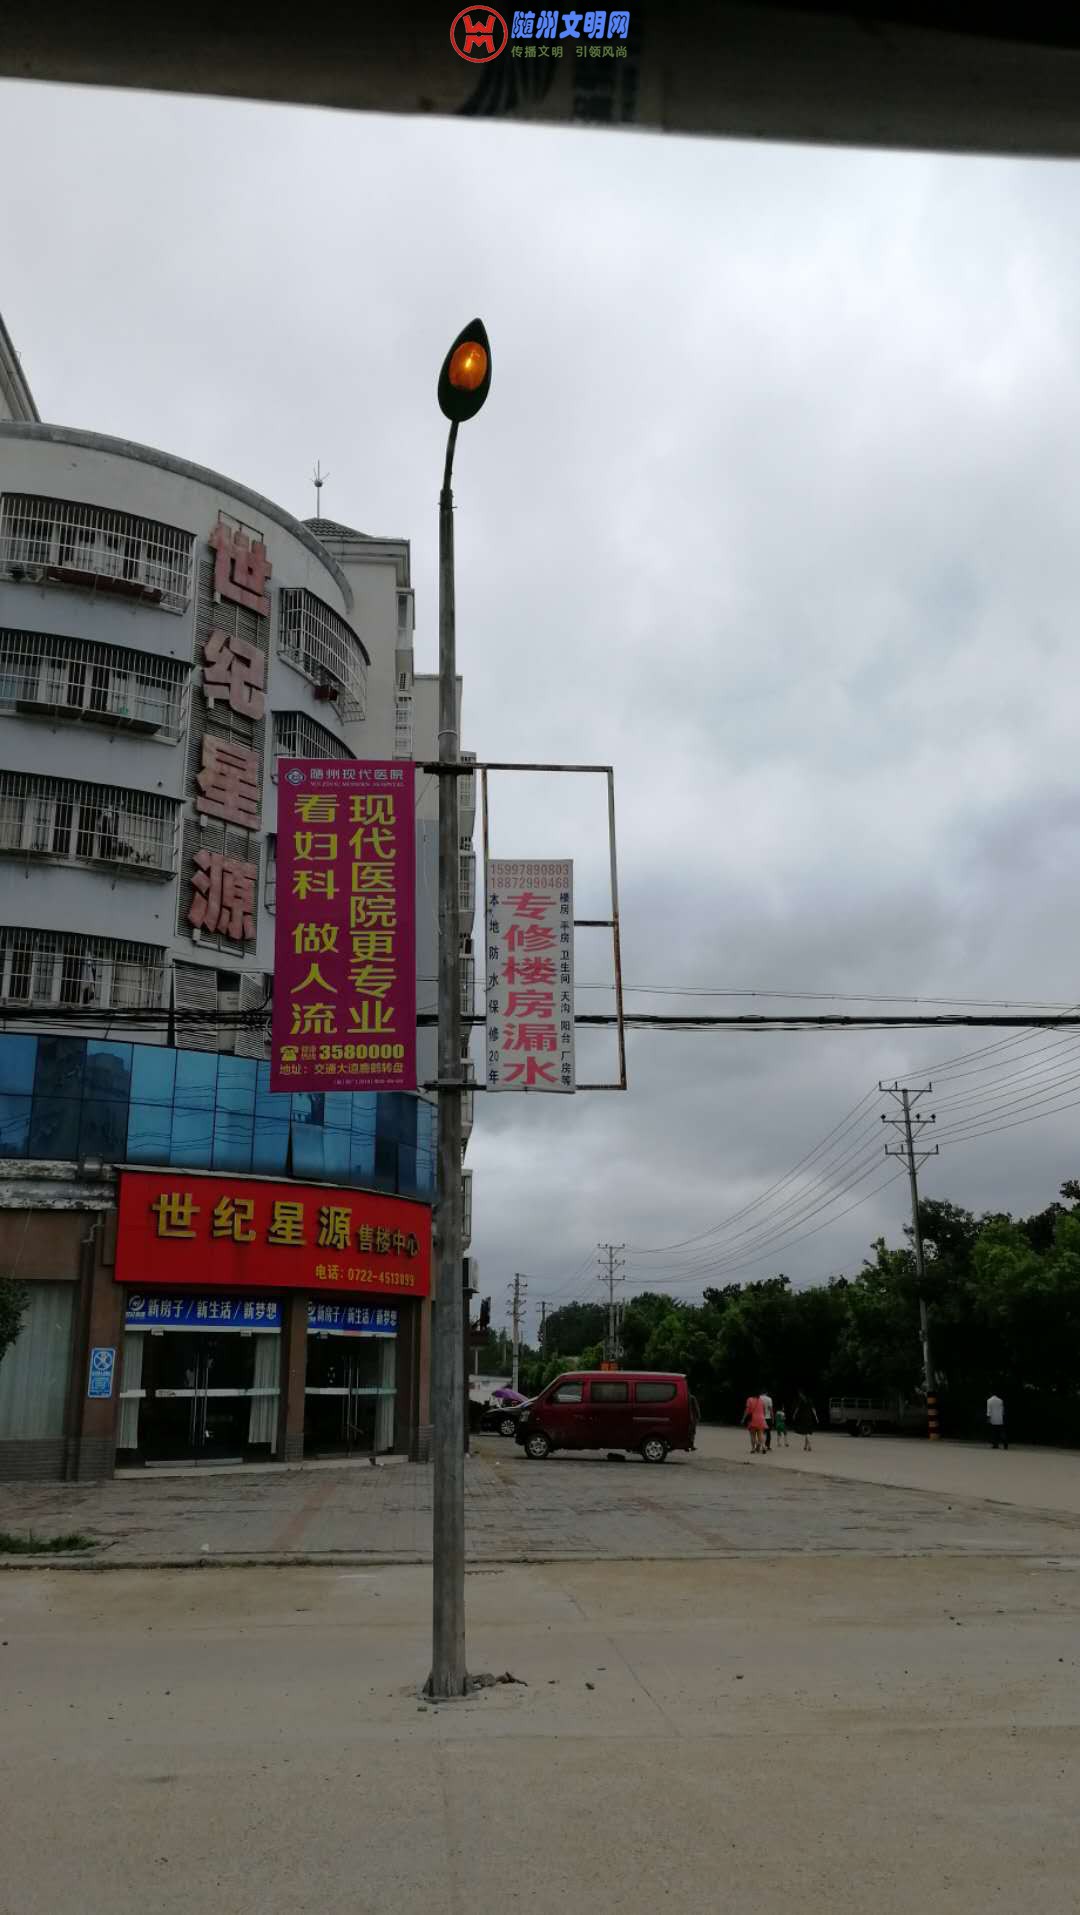 随州文明网
传播文明 引领风尚
世纪星源
随州现代医院
现代医院更专业
看妇科 做人流
3580000
地址：交通大道鹿鹤转盘
15997890803
18872990468
专修楼房漏水
本地防水保修20年
楼房 平房 卫生间 天沟 阳台 厂房等
世纪星源售楼中心
电话：0722-4513099
新房子/新生活/新梦想
新房子/新生活/新梦想